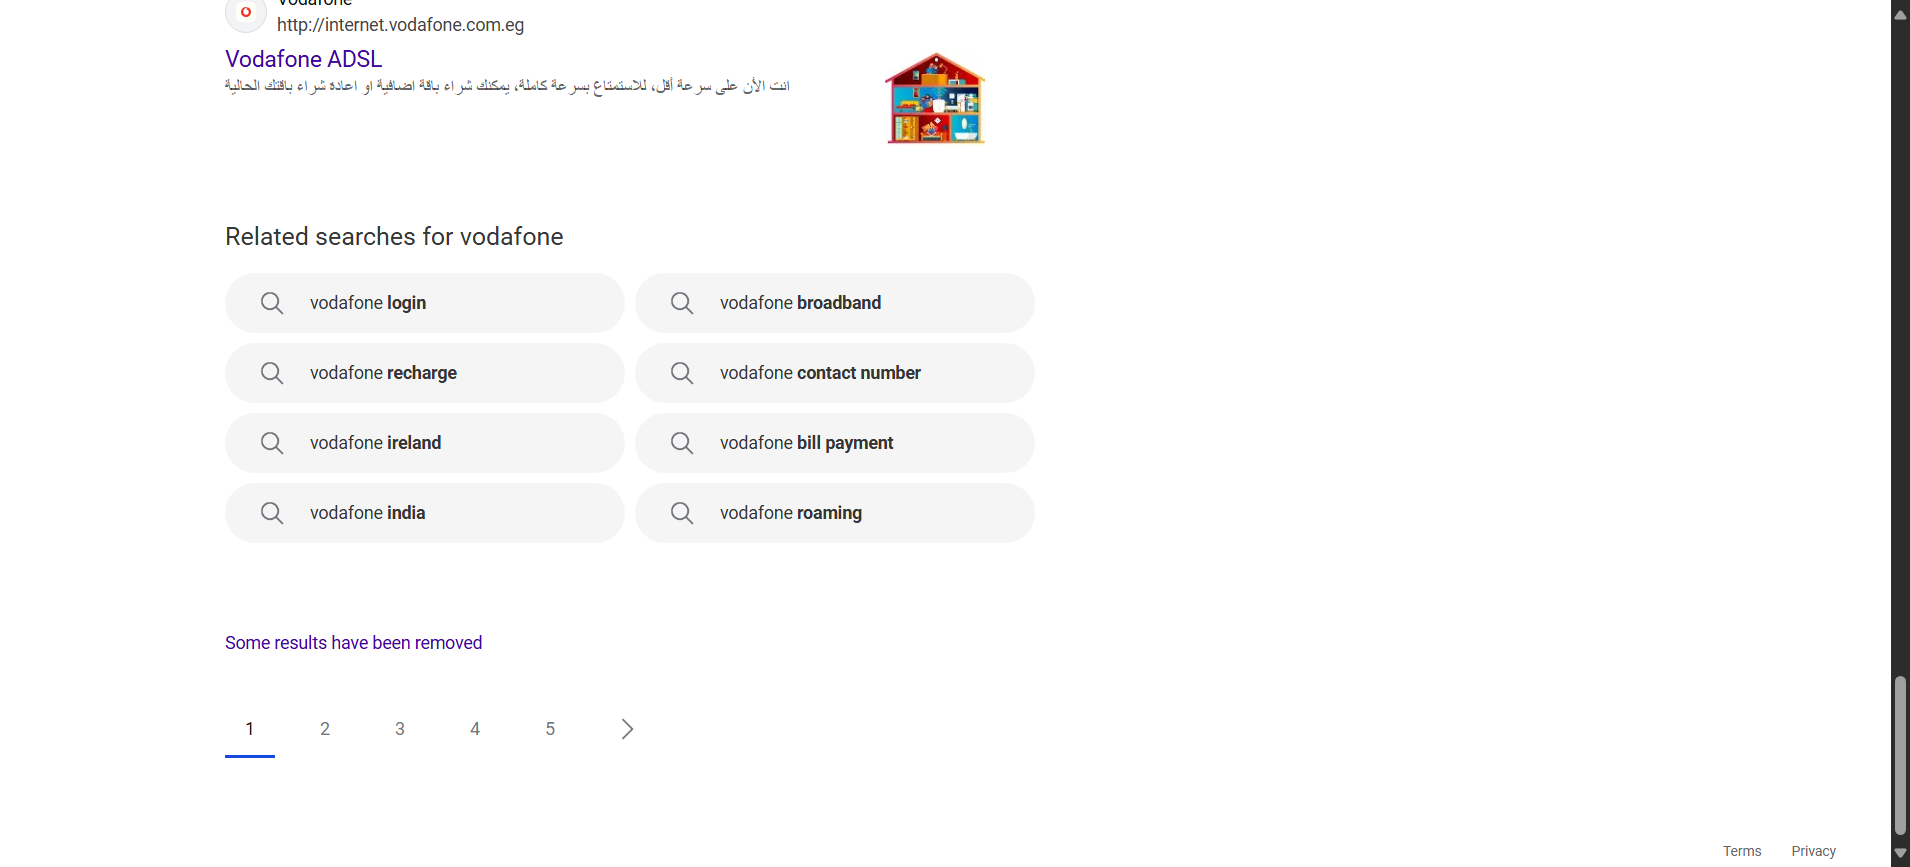 Vodafone
http://internet.vodafone.com.eg
Vodafone ADSL
انت الأن على سرعة أقل، للاستمتاع بسرعة كاملة، يمكنك شراء باقة اضافية او اعادة شراء باقتك الحالية
Related searches for vodafone
vodafone login
vodafone broadband
vodafone recharge
vodafone contact number
vodafone ireland
vodafone bill payment
vodafone india
vodafone roaming
Some results have been removed
1 2 3 4 5
Terms Privacy